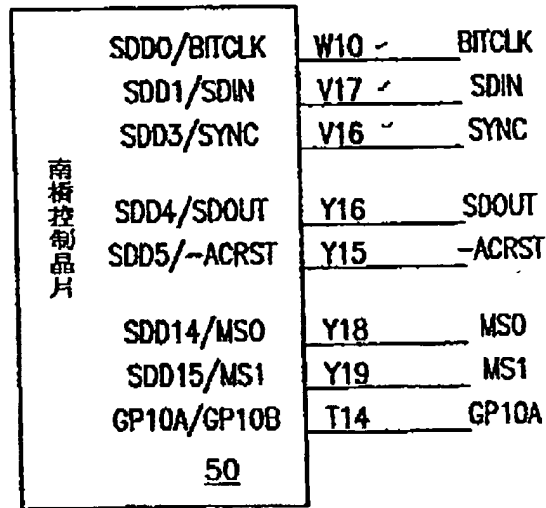 SDD0/BITCLK W10 BITCLK
SDD1/SDIN V17 SDIN
SDD3/SYNC V16 SYNC
南橋控制晶片
SDD4/SDOUT Y16 SDOUT
SDD5/-ACRST Y15 -ACRST
SDD14/MS0 Y18 MS0
SDD15/MS1 Y19 MS1
GP10A/GP10B T14 GP10A
50